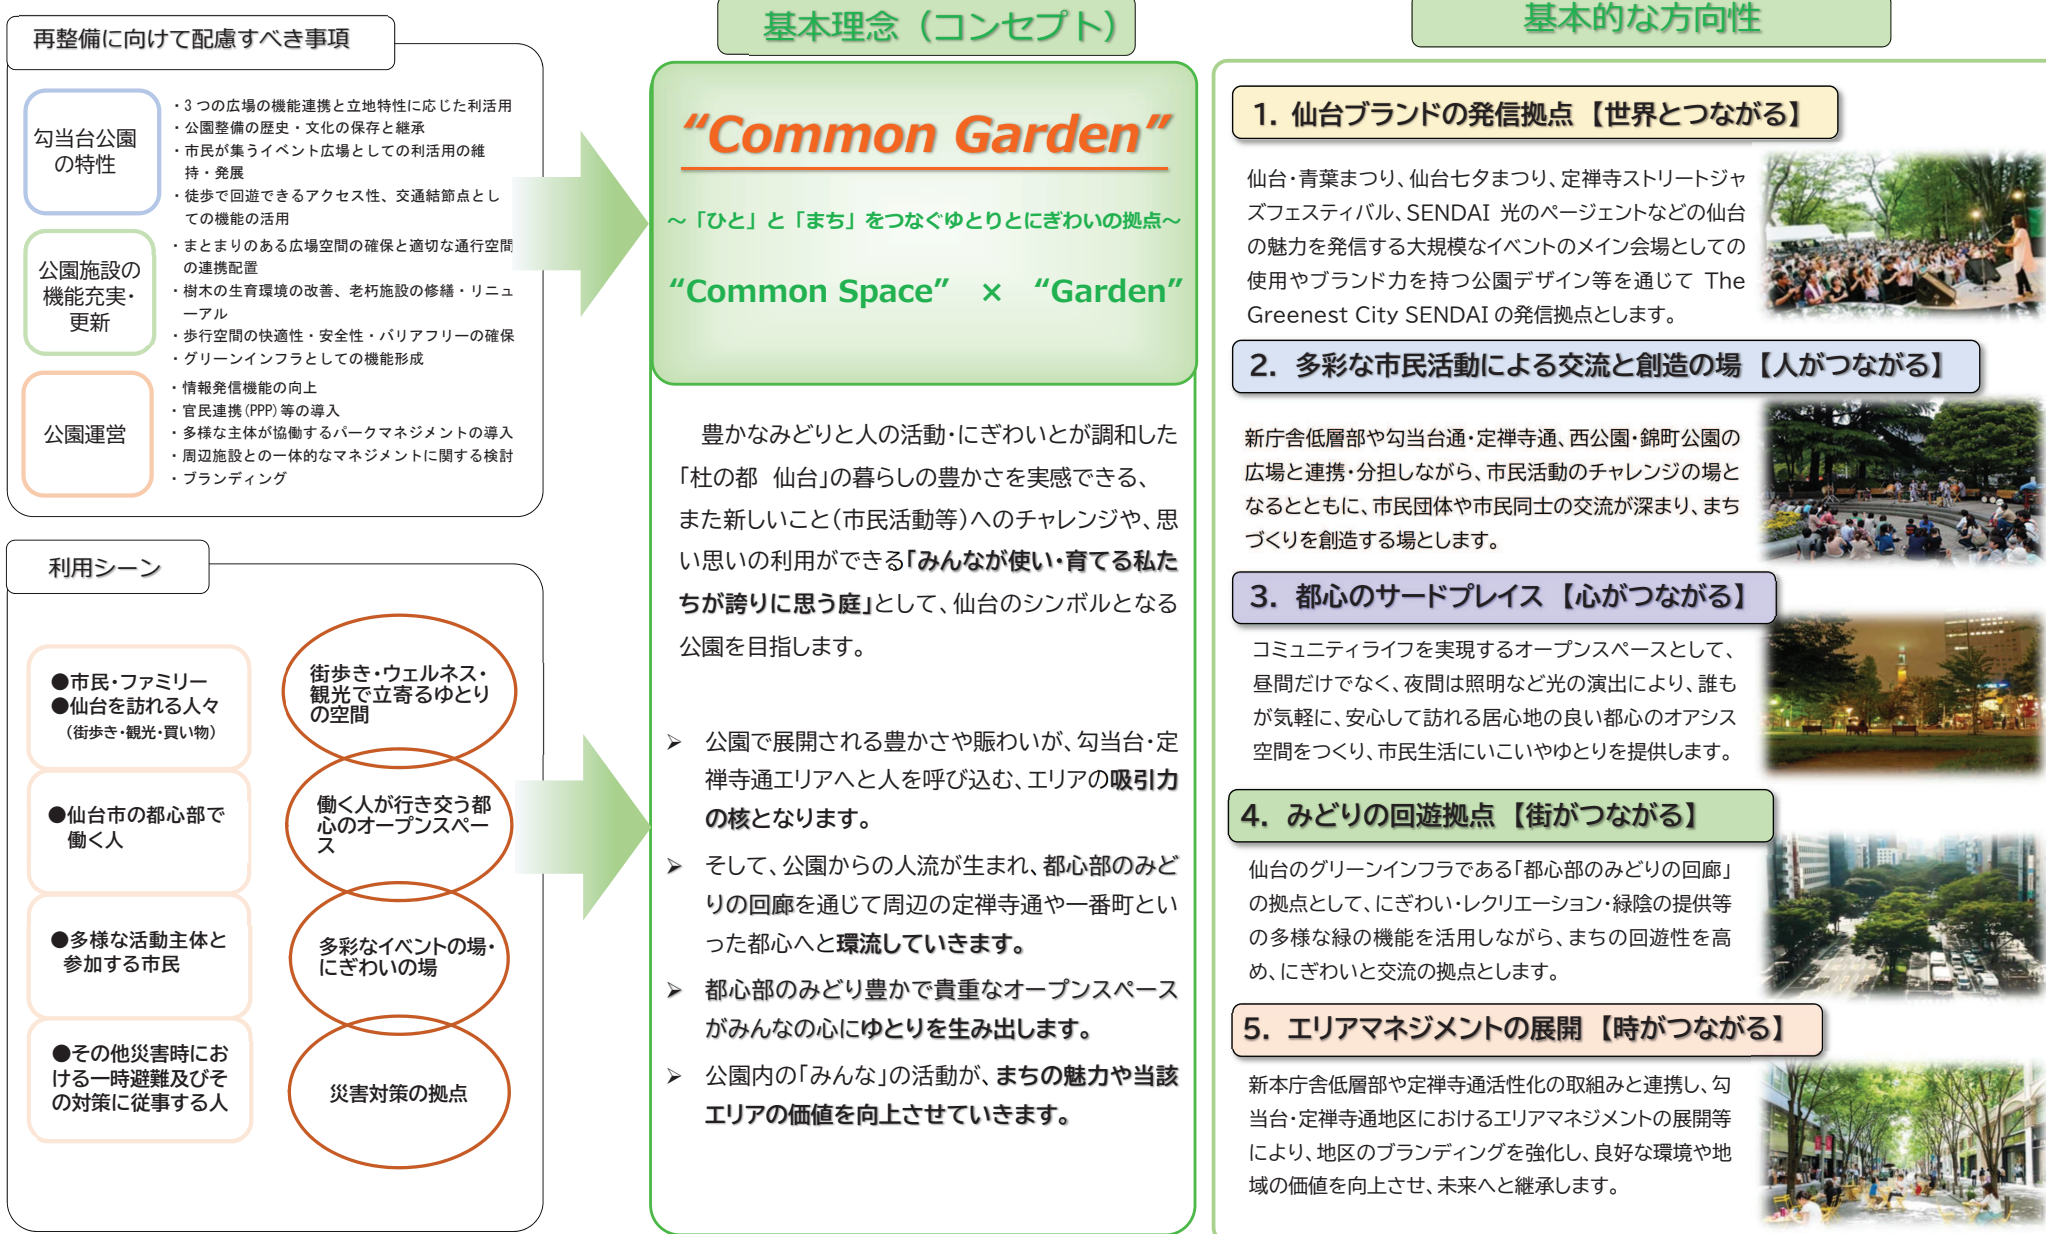 再整備に向けて配慮すべき事項
勾当台公園
の特性
・3つの広場の機能連携と立地特性に応じた利活用
・公園整備の歴史・文化の保存と継承
・市民が集うイベント広場としての利活用の維
持・発展
・徒歩で回遊できるアクセス性、交通結節点とし
ての機能の活用
公園施設の
機能充実・
更新
・まとまりのある広場空間の確保と適切な通行空間
の連携配置
・樹木の生育環境の改善、老朽施設の修繕・リニュ
ーアル
・歩行空間の快適性・安全性・バリアフリーの確保
・グリーンインフラとしての機能形成
公園運営
・情報発信機能の向上
・官民連携(PPP)等の導入
・多様な主体が協働するパークマネジメントの導入
・周辺施設との一体的なマネジメントに関する検討
・ブランディング
利用シーン
●市民・ファミリー
●仙台を訪れる人々
（街歩き・観光・買い物）
街歩き・ウェルネス・
観光で立寄るゆとり
の空間
●仙台市の都心部で
働く人
働く人が行き交う都
心のオープンスペー
ス
●多様な活動主体と
参加する市民
多彩なイベントの場・
にぎわいの場
●その他災害時にお
ける一時避難及びそ
の対策に従事する人
災害対策の拠点
基本理念（コンセプト）
“Common Garden”
～「ひと」と「まち」をつなぐゆとりとにぎわいの拠点～
“Common Space” × “Garden”
豊かなみどりと人の活動・にぎわいとが調和した
「杜の都 仙台」の暮らしの豊かさを実感できる、
また新しいこと（市民活動等）へのチャレンジや、思
い思いの利用ができる「みんなが使い・育てる私た
ちが誇りに思う庭」として、仙台のシンボルとなる
公園を目指します。
➢ 公園で展開される豊かさや賑わいが、勾当台・定
禅寺通エリアへと人を呼び込む、エリアの吸引力
の核となります。
➢ そして、公園からの人流が生まれ、都心部のみど
りの回廊を通じて周辺の定禅寺通や一番町とい
った都心へと環流していきます。
➢ 都心部のみどり豊かで貴重なオープンスペース
がみんなの心にゆとりを生み出します。
➢ 公園内の「みんな」の活動が、まちの魅力や当該
エリアの価値を向上させていきます。
基本的な方向性
1. 仙台ブランドの発信拠点【世界とつながる】
仙台・青葉まつり、仙台七夕まつり、定禅寺ストリートジャ
ズフェスティバル、SENDAI 光のページェントなどの仙台
の魅力を発信する大規模なイベントのメイン会場としての
使用やブランド力を持つ公園デザイン等を通じて The
Greenest City SENDAI の発信拠点とします。
2. 多彩な市民活動による交流と創造の場【人がつながる】
新庁舎低層部や勾当台通・定禅寺通、西公園・錦町公園の
広場と連携・分担しながら、市民活動のチャレンジの場と
なるとともに、市民団体や市民同士の交流が深まり、まち
づくりを創造する場とします。
3. 都心のサードプレイス【心がつながる】
コミュニティライフを実現するオープンスペースとして、
昼間だけでなく、夜間は照明など光の演出により、誰も
が気軽に、安心して訪れる居心地の良い都心のオアシス
空間をつくり、市民生活にいこいやゆとりを提供します。
4. みどりの回遊拠点【街がつながる】
仙台のグリーンインフラである「都心部のみどりの回廊」
の拠点として、にぎわい・レクリエーション・緑陰の提供等
の多様な緑の機能を活用しながら、まちの回遊性を高
め、にぎわいと交流の拠点とします。
5. エリアマネジメントの展開【時がつながる】
新本庁舎低層部や定禅寺通活性化の取組みと連携し、勾
当台・定禅寺通地区におけるエリアマネジメントの展開等
により、地区のブランディングを強化し、良好な環境や地
域の価値を向上させ、未来へと継承します。